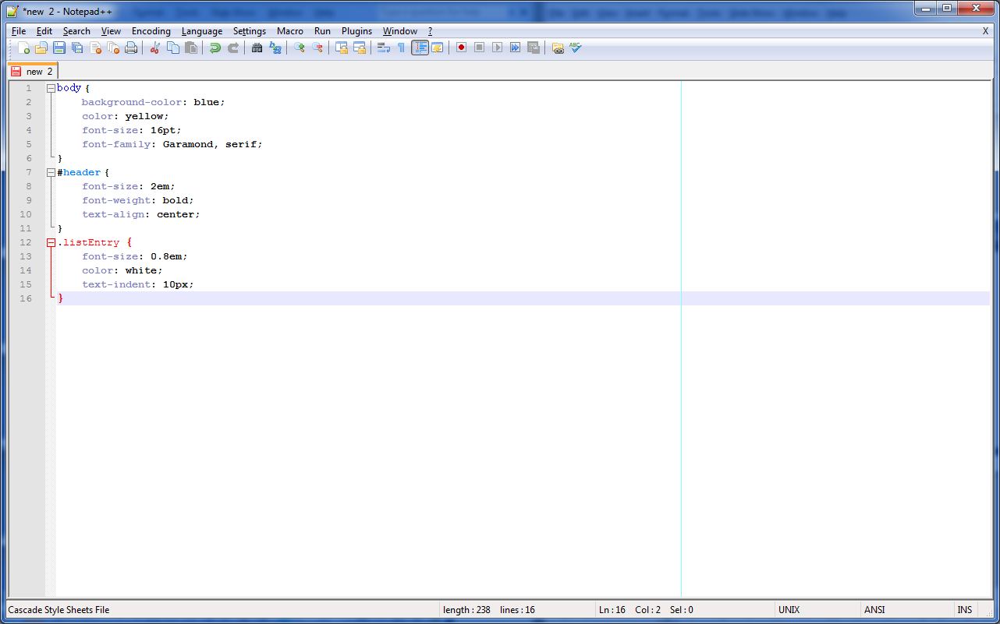 *new  2 - Notepad++
File Edit Search View Encoding Language Settings Macro Run Plugins Window ? X
new  2
1 body {
2     background-color: blue;
3     color: yellow;
4     font-size: 16pt;
5     font-family: Garamond, serif;
6 }
7 #header {
8     font-size: 2em;
9     font-weight: bold;
10     text-align: center;
11 }
12 .listEntry {
13     font-size: 0.8em;
14     color: white;
15     text-indent: 10px;
16 }
Cascade Style Sheets File length : 238 lines : 16 Ln : 16 Col : 2 Sel : 0 UNIX ANSI INS